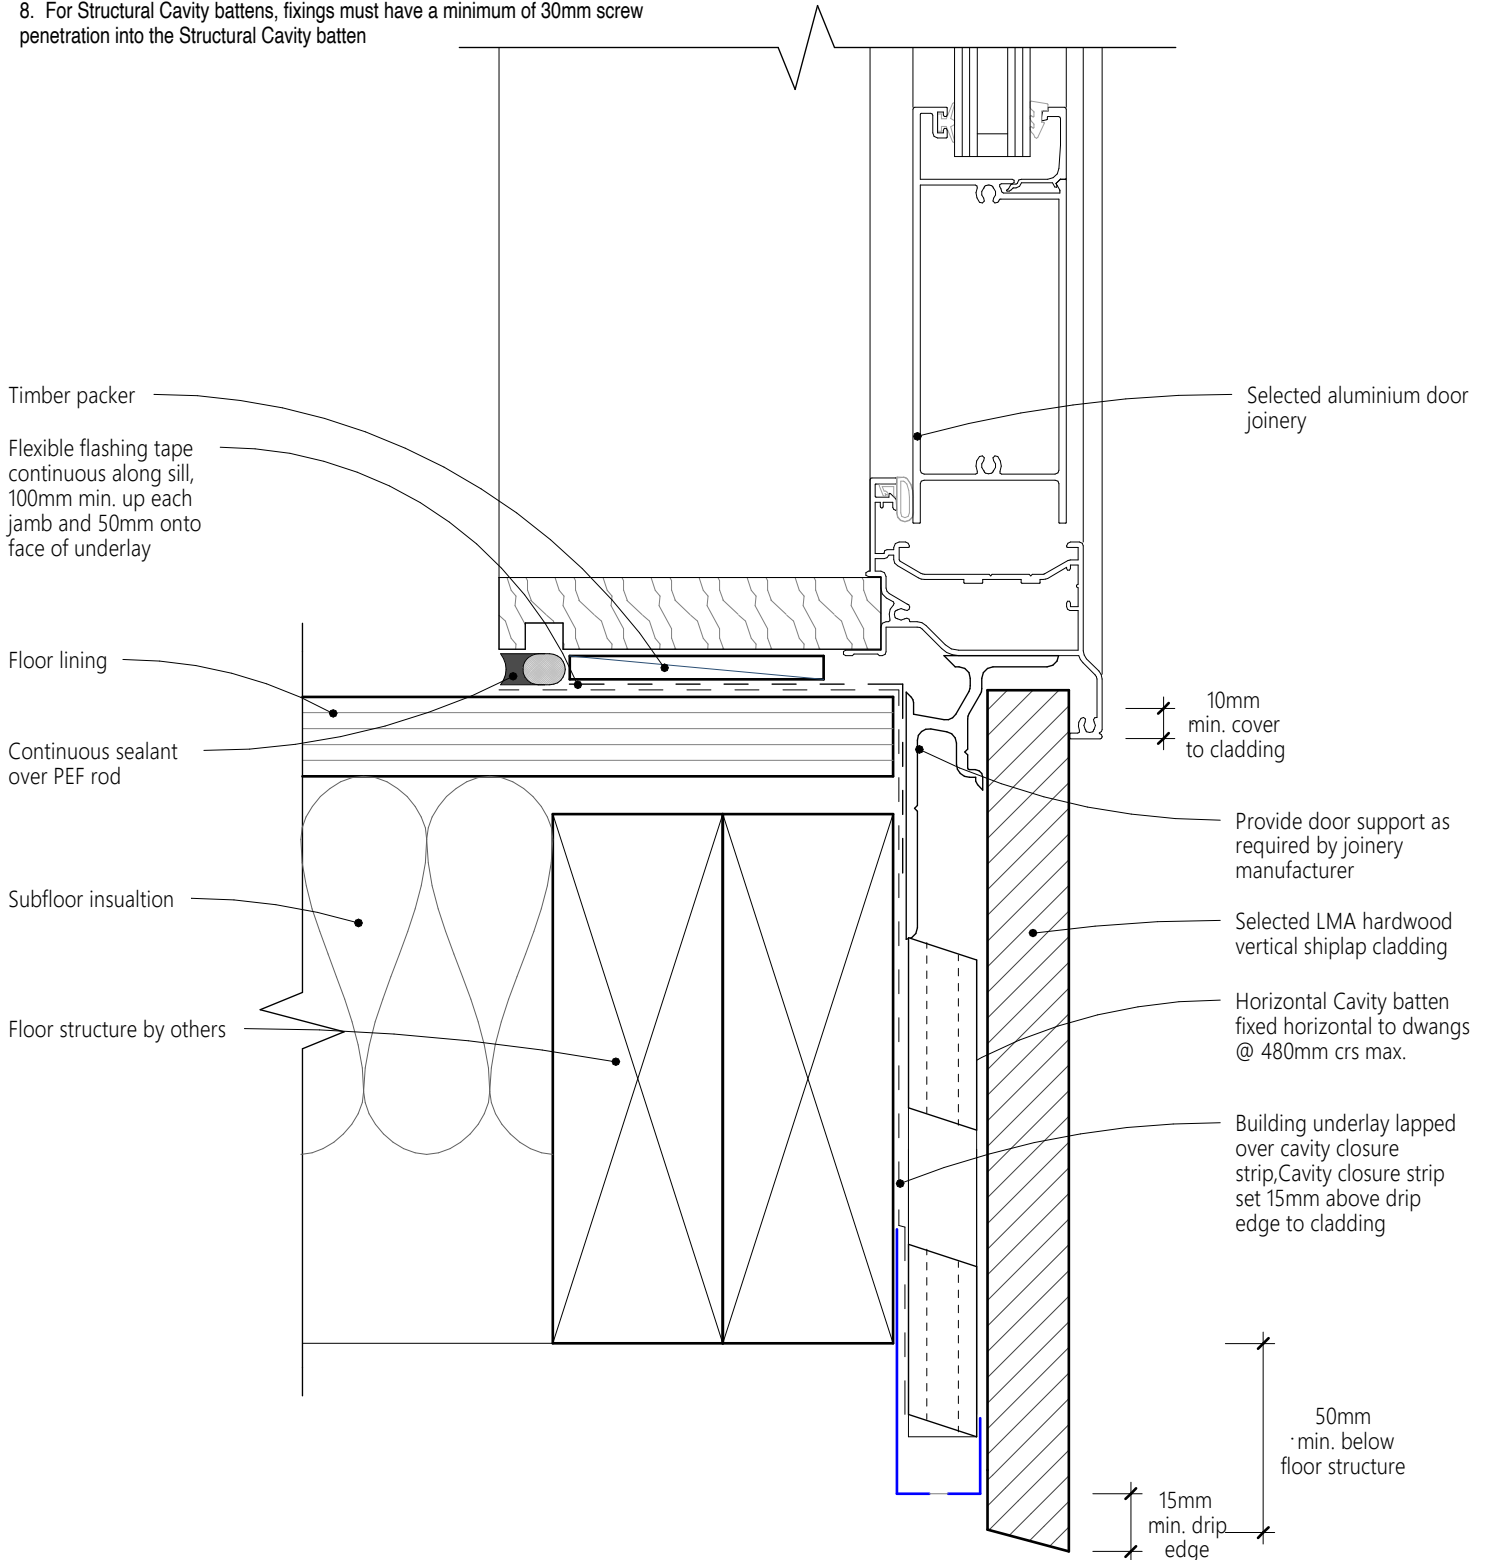 8. For Structural Cavity battens, fixings must have a minimum of 30mm screw
penetration into the Structural Cavity batten
Timber packer
Flexible flashing tape
continuous along sill,
100mm min. up each
jamb and 50mm onto
face of underlay
Floor lining
Continuous sealant
over PEF rod
Subfloor insualtion
Floor structure by others
Selected aluminium door
joinery
10mm
min. cover
to cladding
Provide door support as
required by joinery
manufacturer
Selected LMA hardwood
vertical shiplap cladding
Horizontal Cavity batten
fixed horizontal to dwangs
@ 480mm crs max.
Building underlay lapped
over cavity closure
strip,Cavity closure strip
set 15mm above drip
edge to cladding
50mm
min. below
floor structure
15mm
min. drip
edge